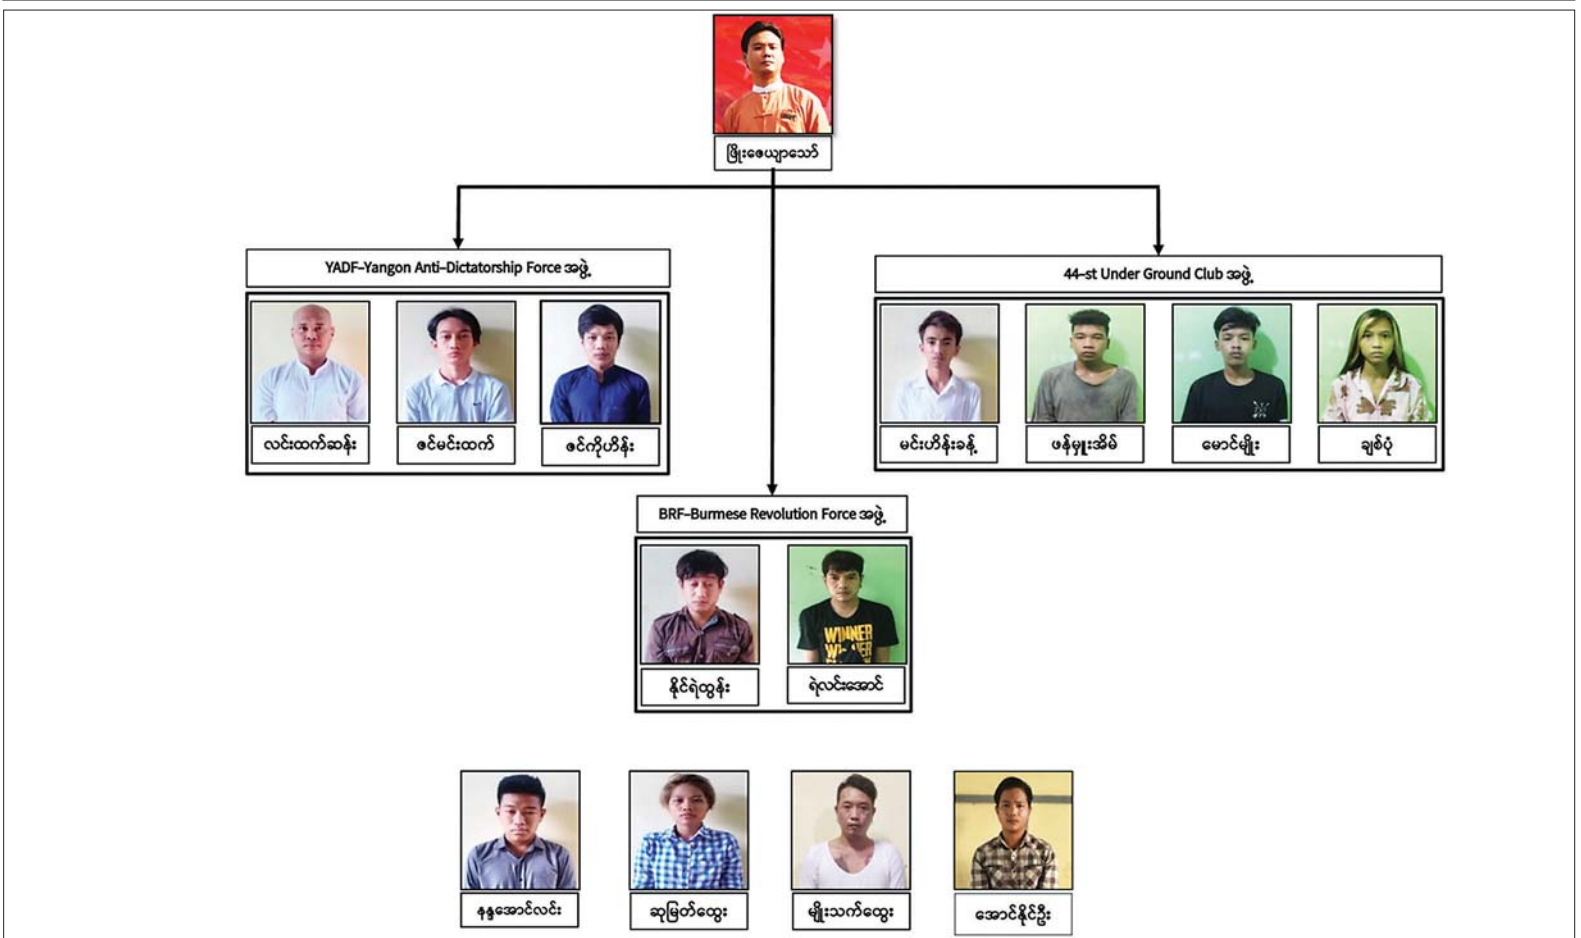 ဖြိုးဇေယျာသော်
YADF-Yangon Anti-Dictatorship Force အဖွဲ့
လင်းထက်ဆန်း
ဇင်မင်းထက်
ဇင်ကိုဟိန်း
44-st Under Ground Club အဖွဲ့
မင်းဟိန်းခန့်
ဖန်မှူးအိမ်
မောင်မျိုး
ချစ်ပုံ
BRF-Burmese Revolution Force အဖွဲ့
နိုင်ရဲထွန်း
ရဲလင်းအောင်
WINNER
နန္ဒအောင်လင်း
ဆုမြတ်ထွေး
မျိုးသက်ထွေး
အောင်နိုင်ဦး